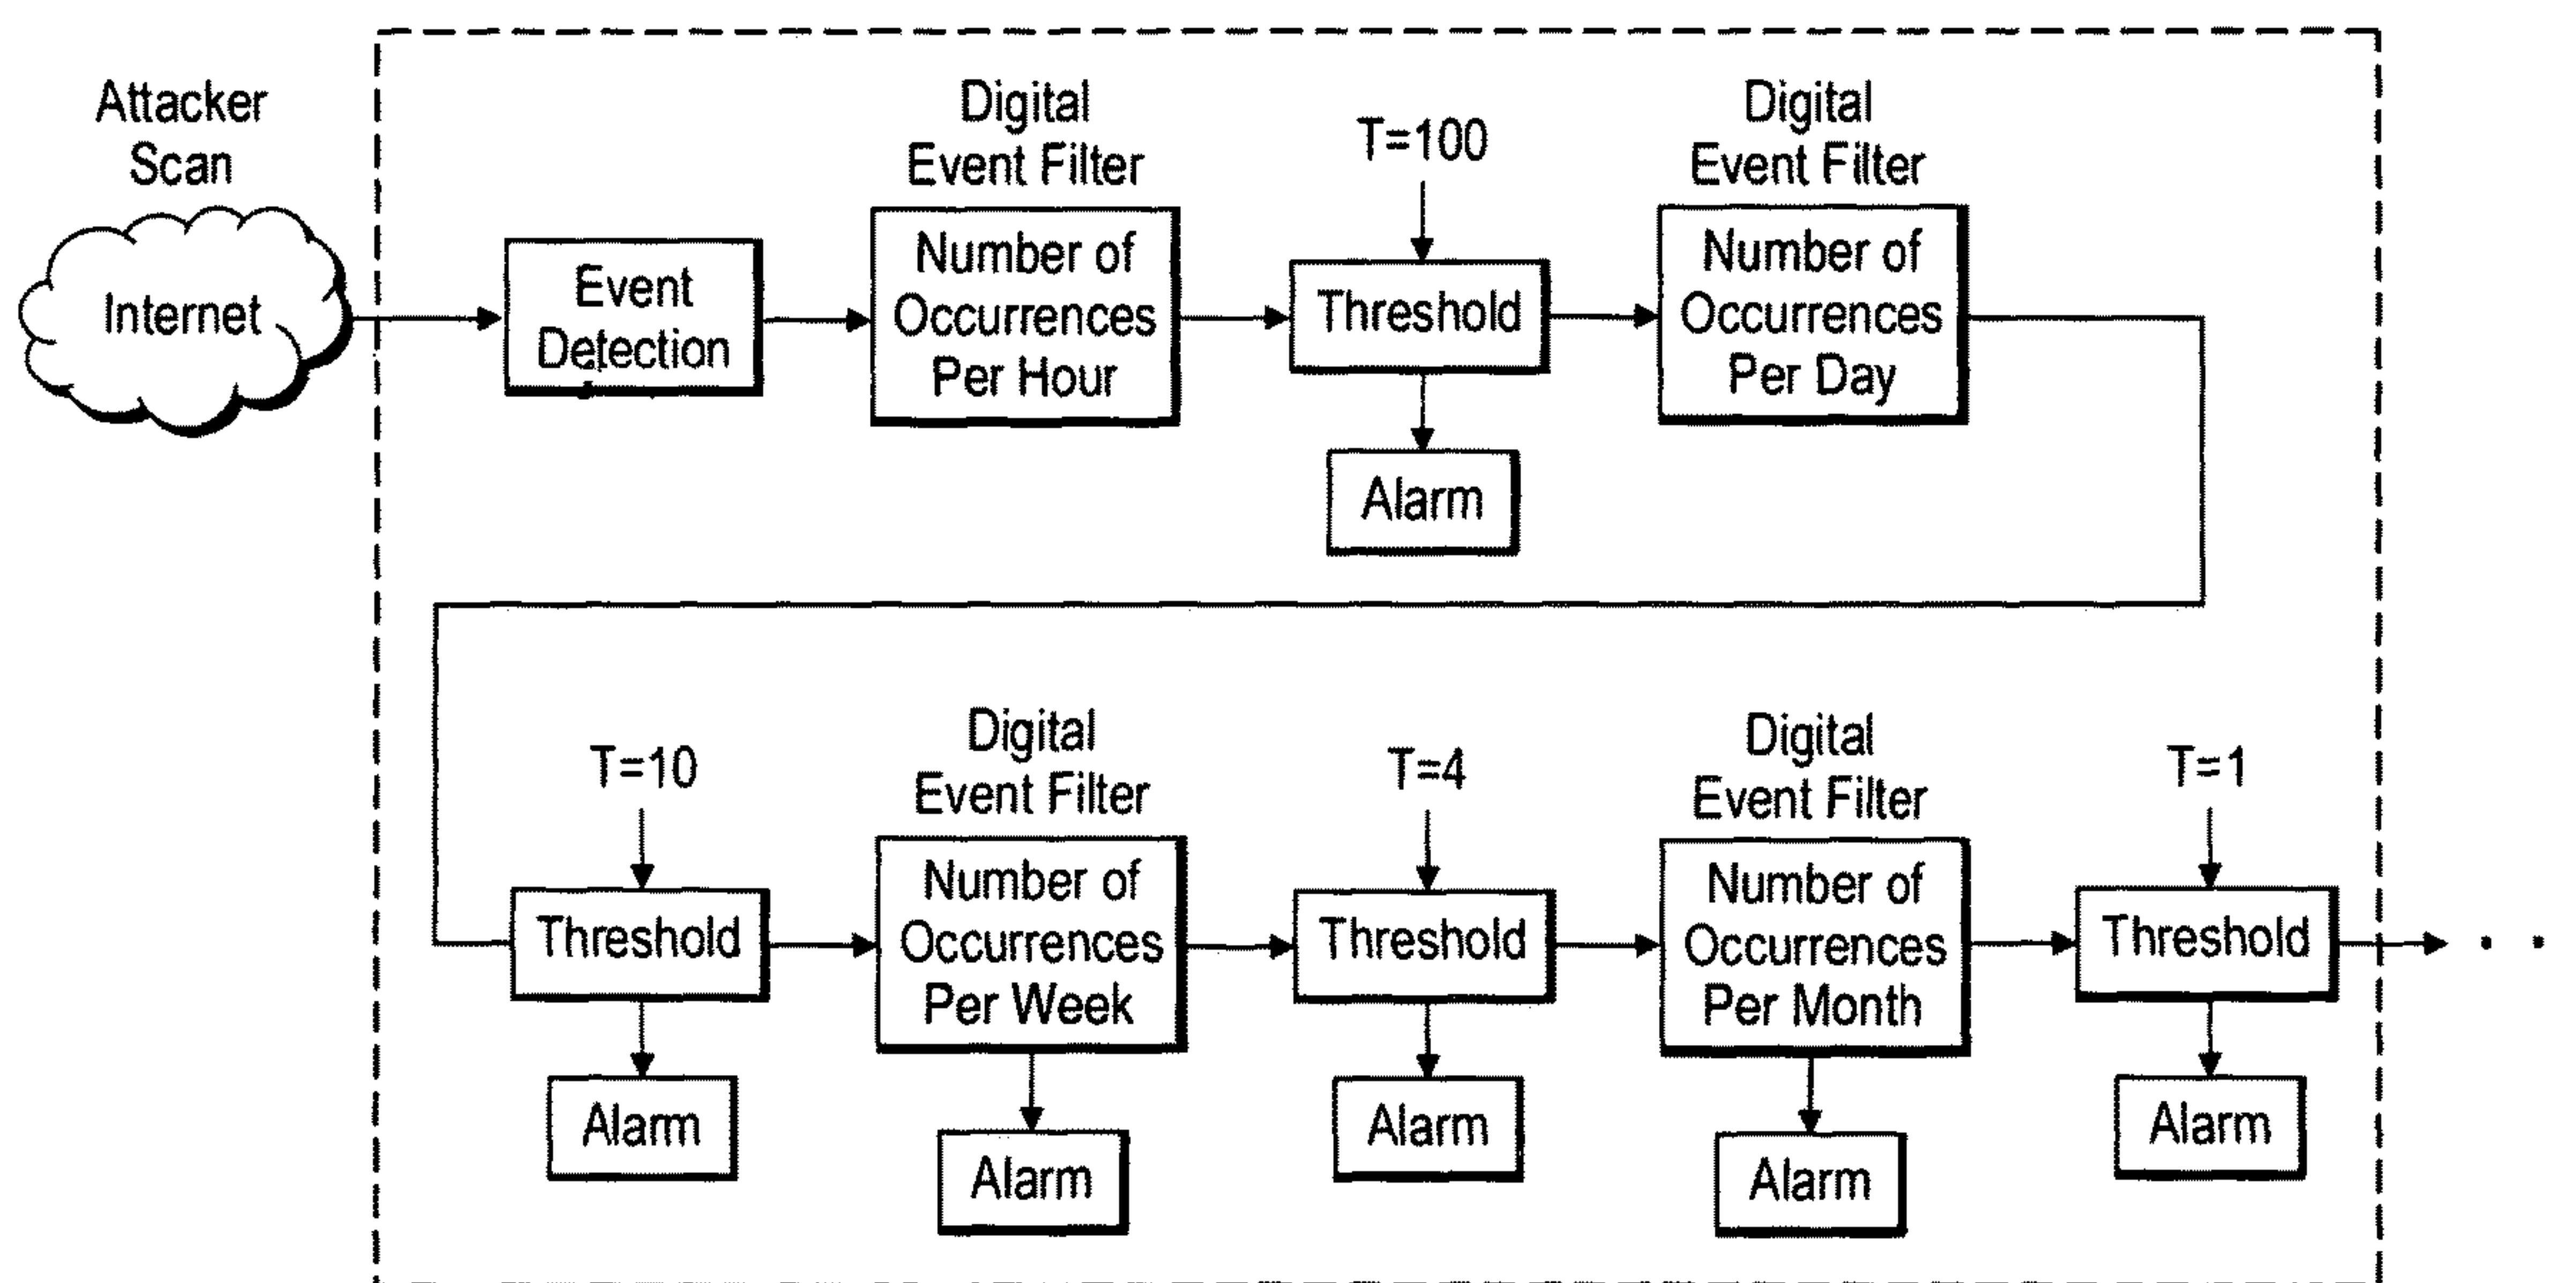 Attacker
Scan
Internet
Event
Detection
Digital
Event Filter
Number of
Occurrences
Per Hour
T=100
Threshold
Alarm
Digital
Event Filter
Number of
Occurrences
Per Day
T=10
Threshold
Alarm
Digital
Event Filter
Number of
Occurrences
Per Week
Alarm
T=4
Threshold
Alarm
Digital
Event Filter
Number of
Occurrences
Per Month
Alarm
T=1
Threshold
Alarm